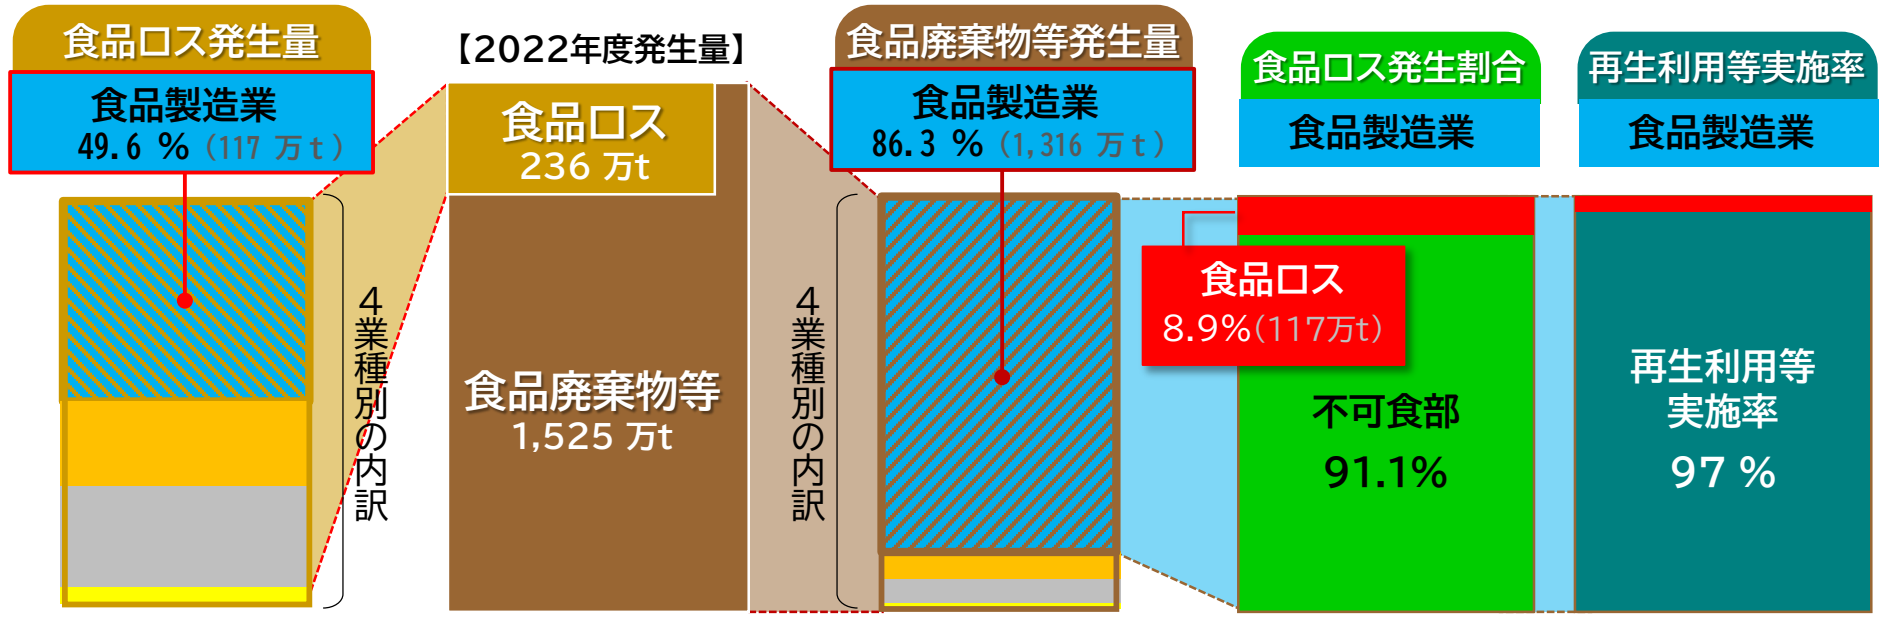 食品ロス発生量
食品製造業
49.6 % (117 万t)
4業種別の内訳
【2022年度発生量】
食品ロス
236 万t
食品廃棄物等
1,525 万t
食品廃棄物等発生量
食品製造業
86.3 % (1,316 万t)
4業種別の内訳
食品ロス発生割合
食品製造業
食品ロス
8.9%(117万t)
不可食部
91.1%
再生利用等実施率
食品製造業
再生利用等
実施率
97 %